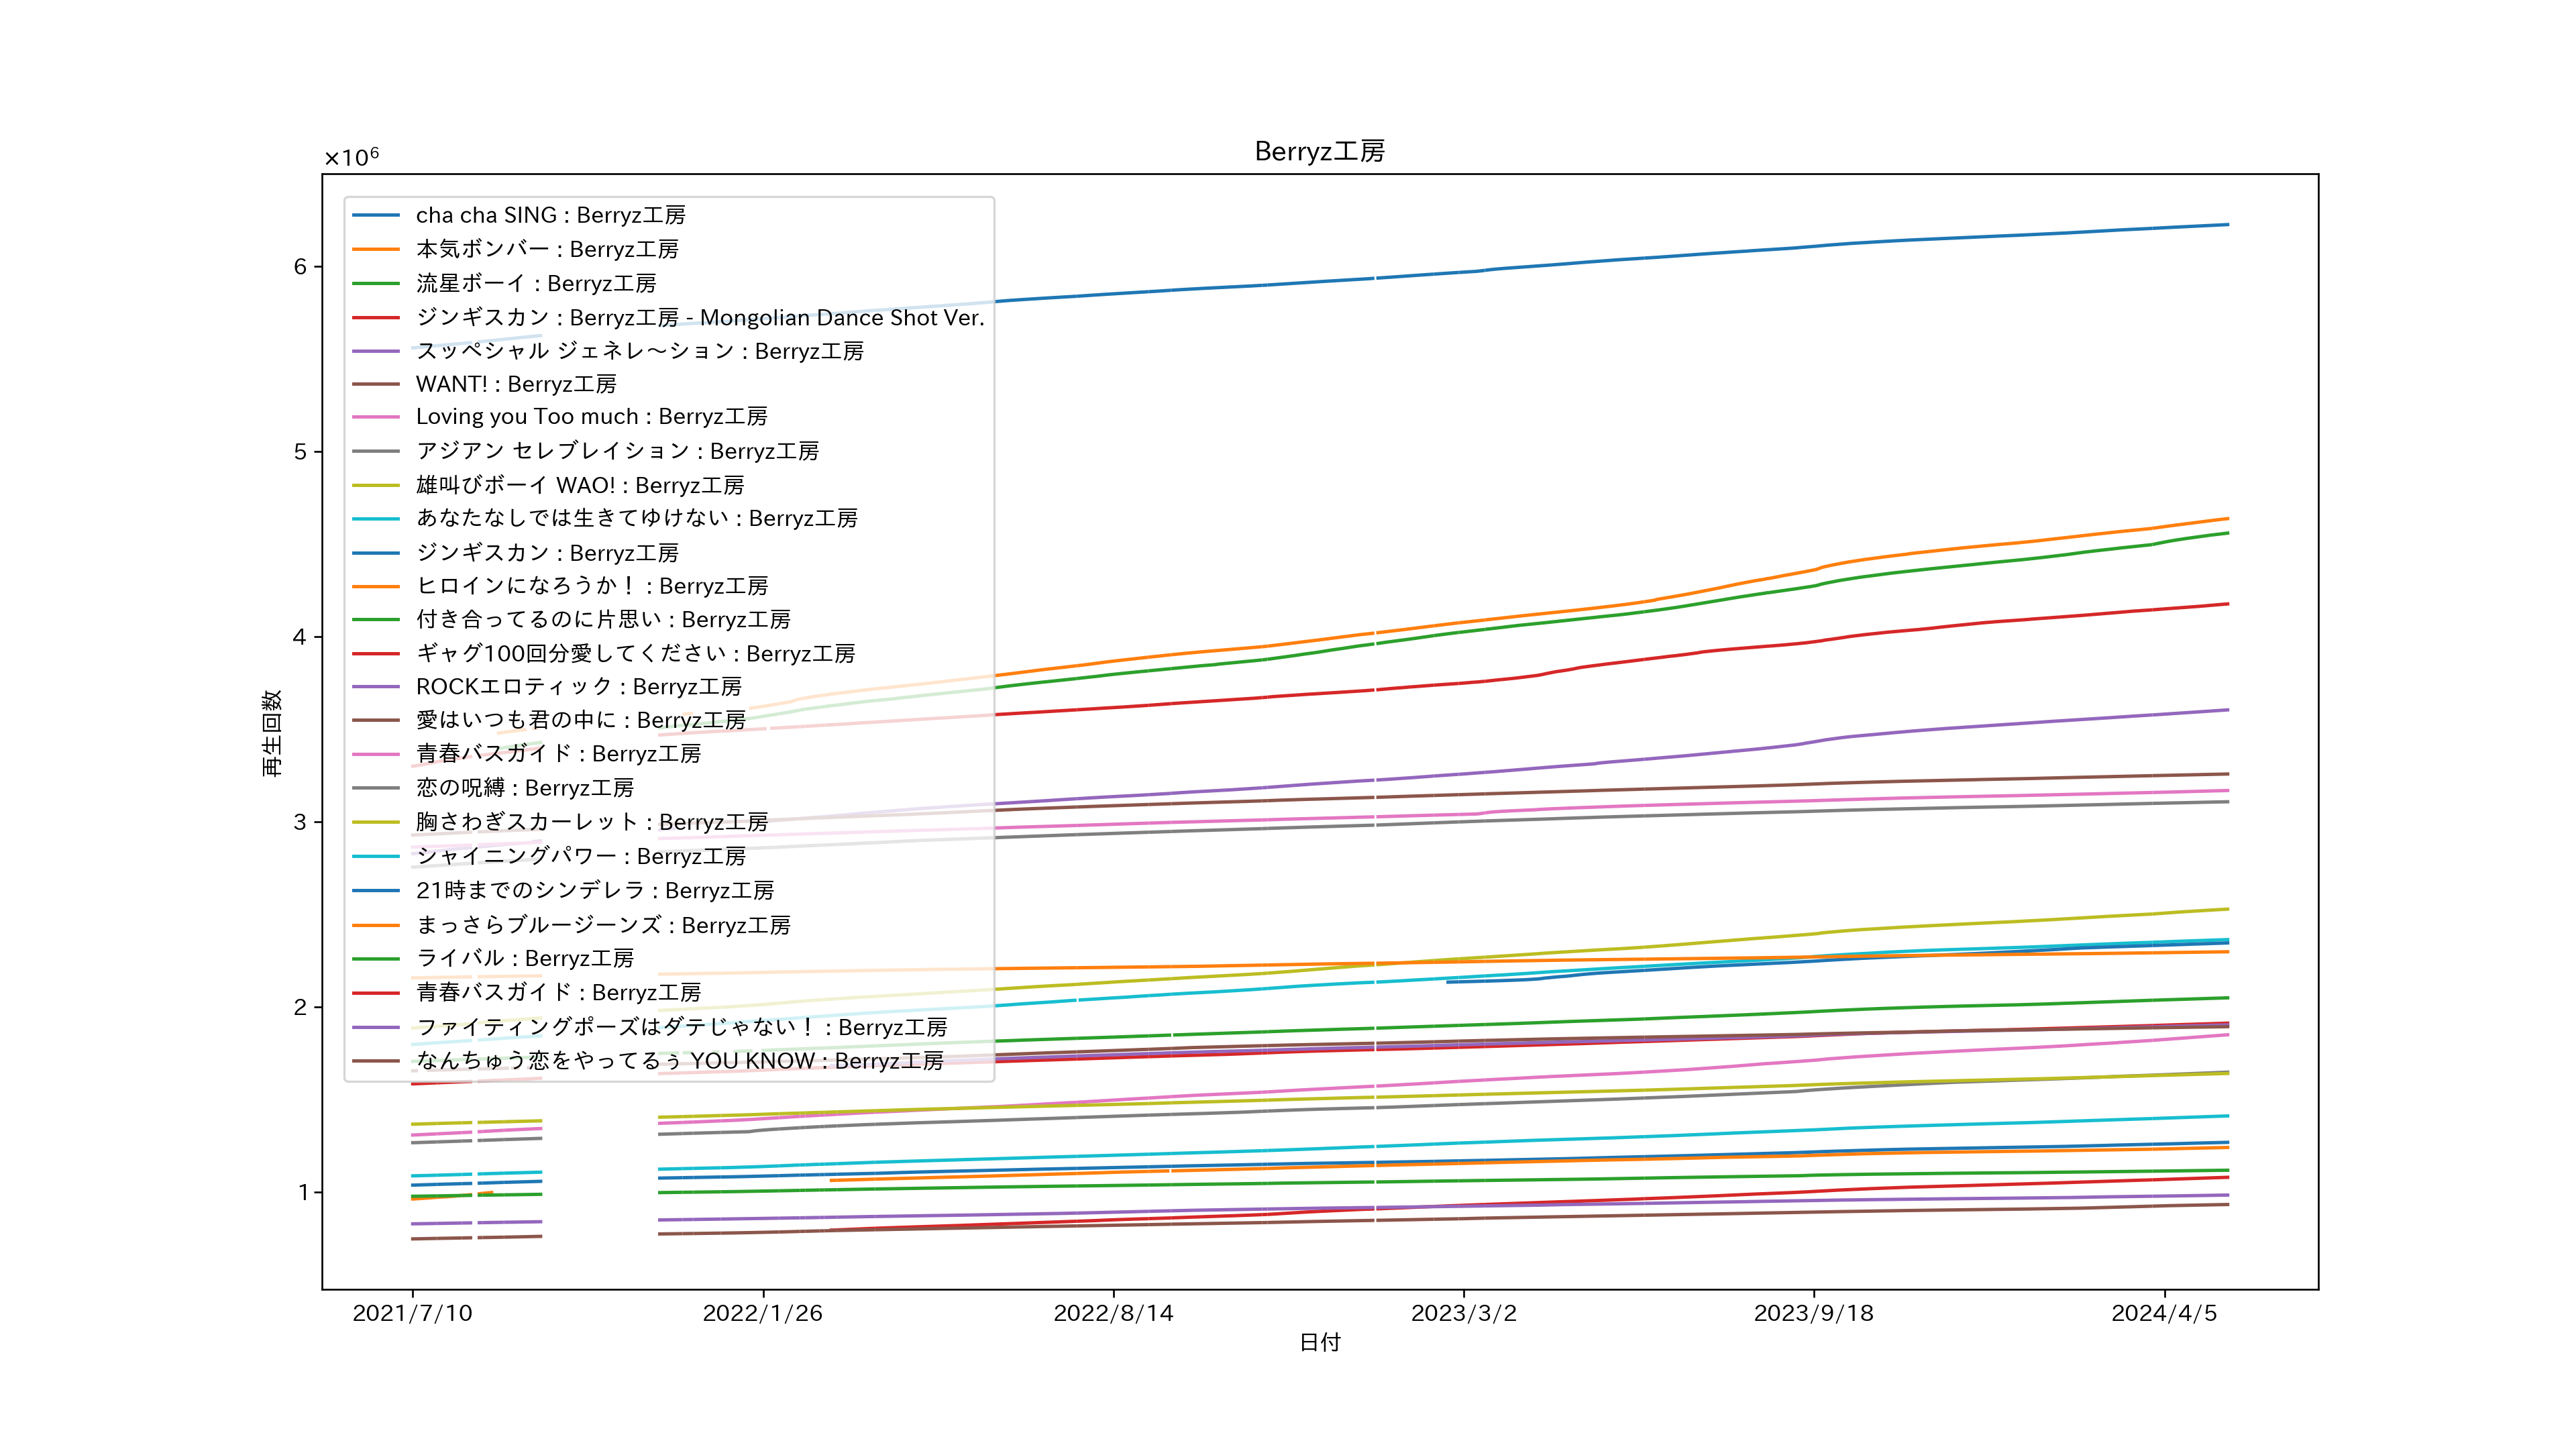 Berryz工房
×10⁶
6
5
4
3
2
1
再生回数
cha cha SING : Berryz工房
本気ボンバー : Berryz工房
流星ボーイ : Berryz工房
ジンギスカン : Berryz工房 - Mongolian Dance Shot Ver.
スッペシャル ジェネレ～ション : Berryz工房
WANT! : Berryz工房
Loving you Too much : Berryz工房
アジアン セレブレイション : Berryz工房
雄叫びボーイ WAO! : Berryz工房
あなたなしでは生きてゆけない : Berryz工房
ジンギスカン : Berryz工房
ヒロインになろうか！ : Berryz工房
付き合ってるのに片思い : Berryz工房
ギャグ100回分愛してください : Berryz工房
ROCKエロティック : Berryz工房
愛はいつも君の中に : Berryz工房
青春バスガイド : Berryz工房
恋の呪縛 : Berryz工房
胸さわぎスカーレット : Berryz工房
シャイニングパワー : Berryz工房
21時までのシンデレラ : Berryz工房
まっさらブルージーンズ : Berryz工房
ライバル : Berryz工房
青春バスガイド : Berryz工房
ファイティングポーズはダテじゃない！ : Berryz工房
なんちゅう恋をやってるぅ YOU KNOW : Berryz工房
2021/7/10 2022/1/26 2022/8/14 2023/3/2 2023/9/18 2024/4/5
日付